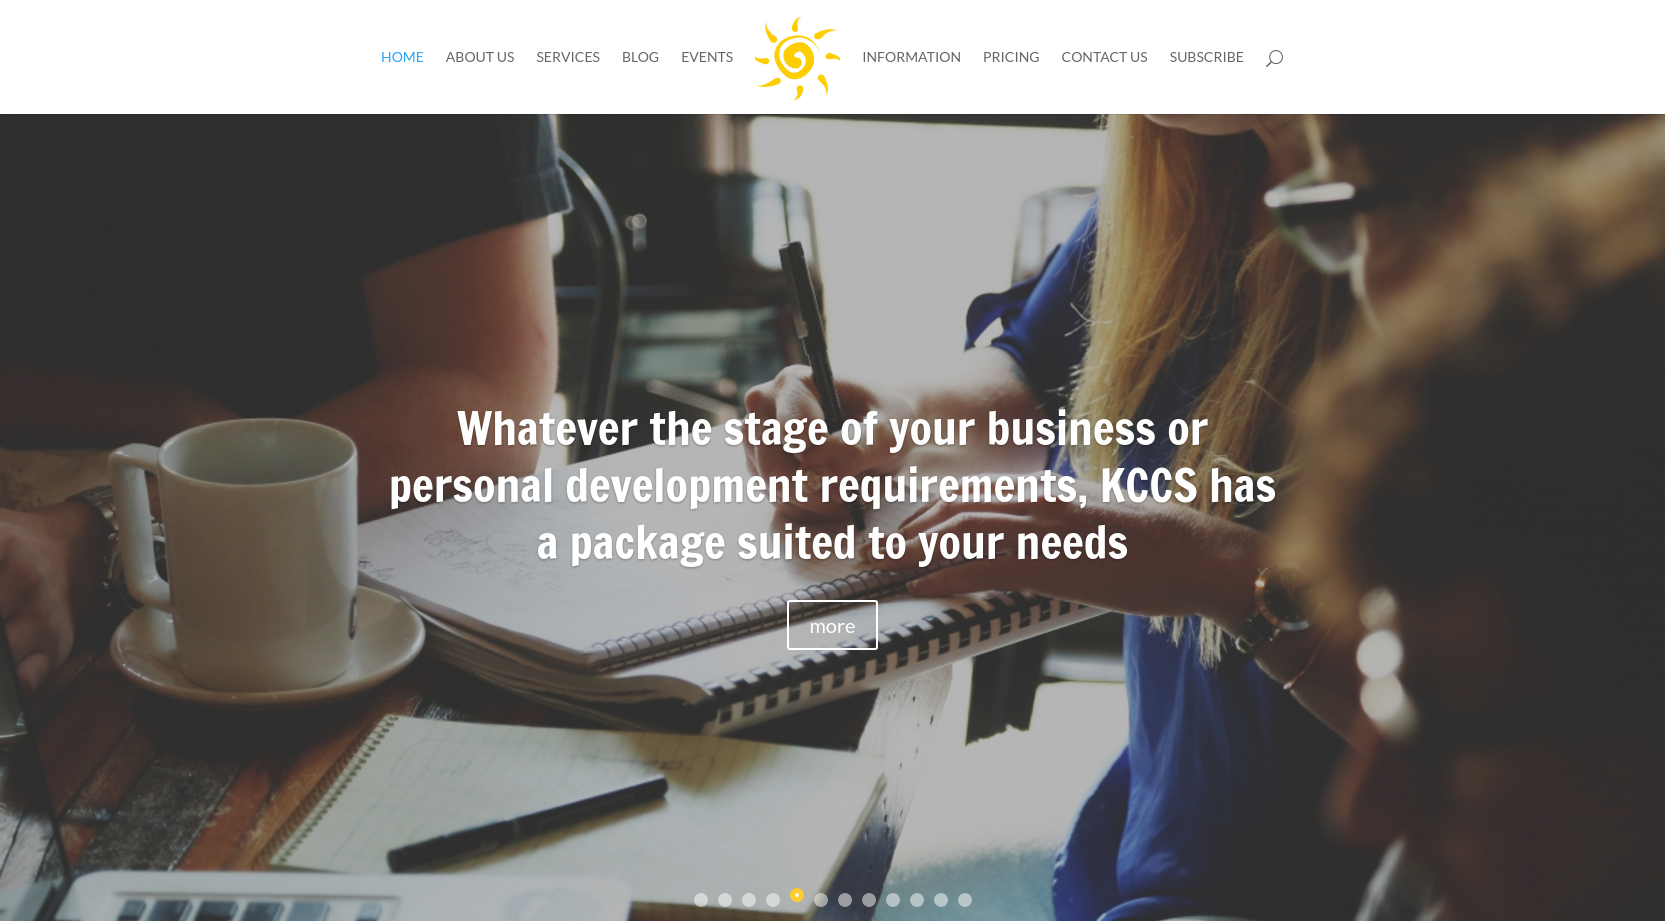 HOME ABOUT US SERVICES BLOG EVENTS INFORMATION PRICING CONTACT US SUBSCRIBE
Whatever the stage of your business or
personal development requirements, KCCS has
a package suited to your needs
more